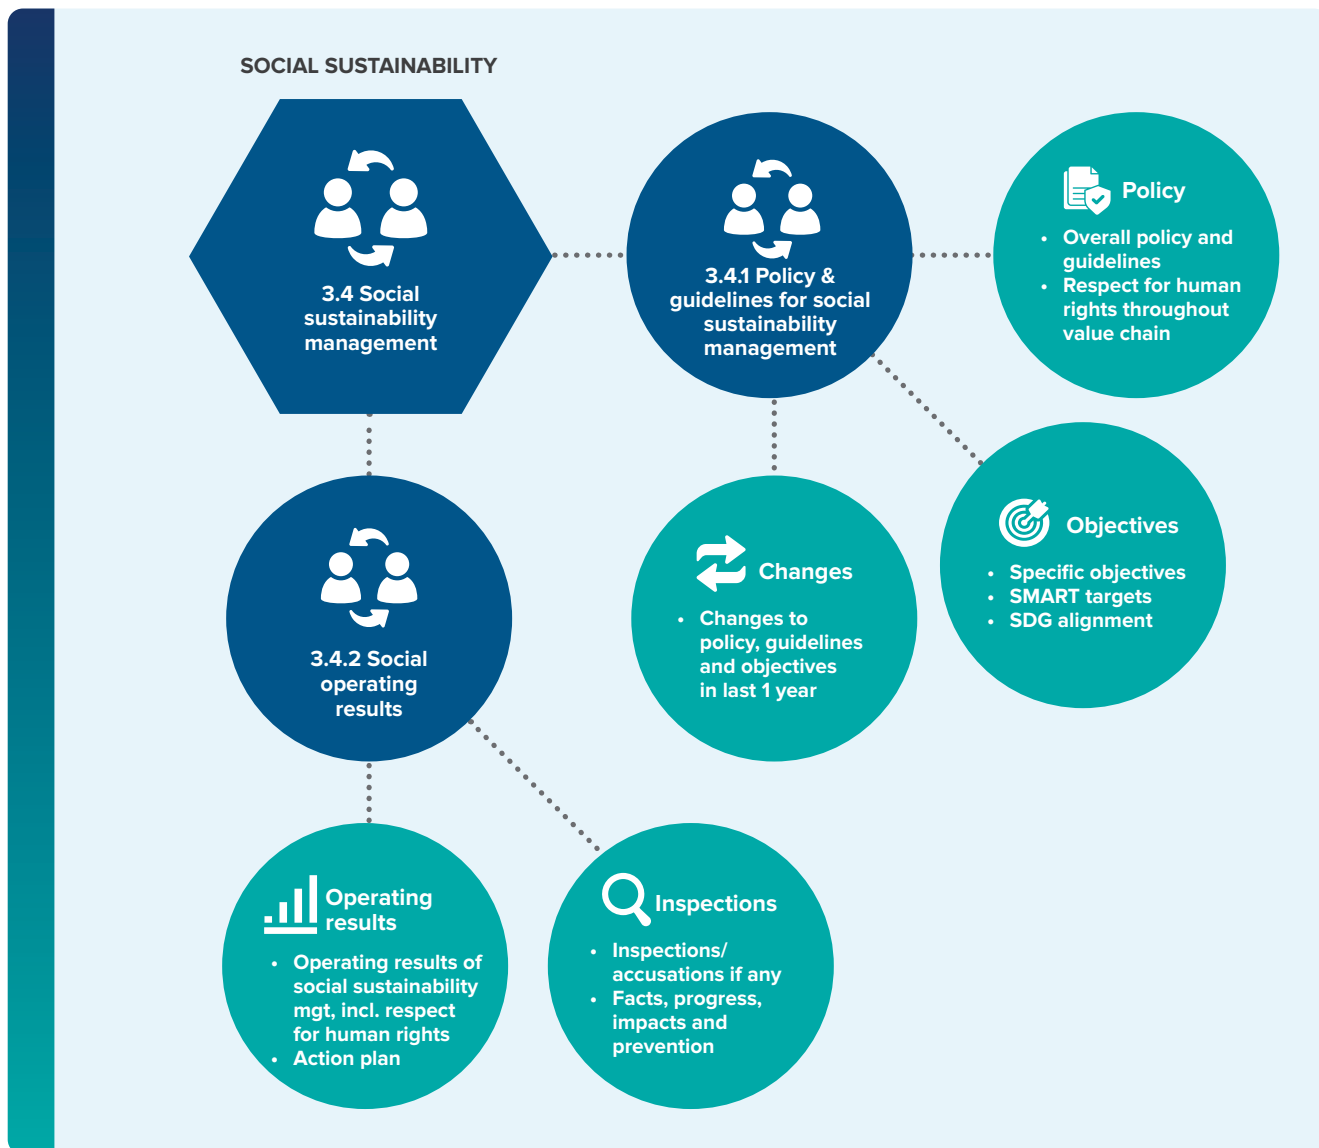 SOCIAL SUSTAINABILITY
3.4 Social
sustainability
management
3.4.1 Policy &
guidelines for social
sustainability
management
Policy
• Overall policy and
guidelines
• Respect for human
rights throughout
value chain
Objectives
• Specific objectives
• SMART targets
• SDG alignment
Changes
• Changes to
policy, guidelines
and objectives
in last 1 year
3.4.2 Social
operating
results
Operating
results
• Operating results of
social sustainability
mgt, incl. respect
for human rights
• Action plan
Inspections
• Inspections/
accusations if any
• Facts, progress,
impacts and
prevention